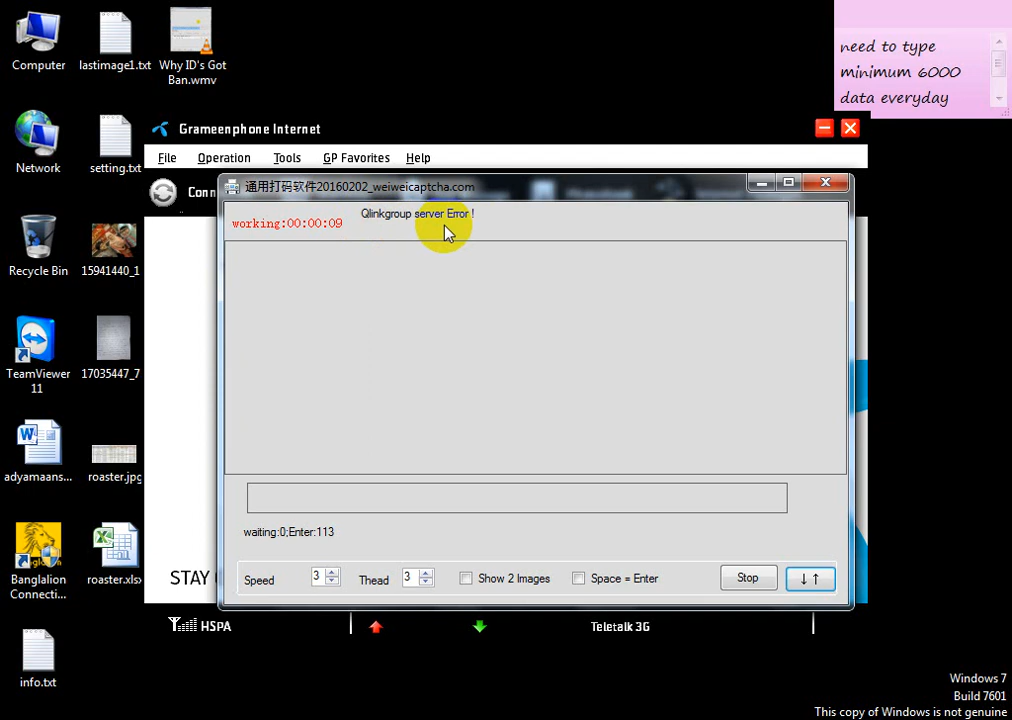 Computer
lastimage1.txt
Why ID's Got
Ban.wmv
need to type
minimum 6000
data everyday
Network
setting.txt
Recycle Bin
15941440_1
TeamViewer
11
17035447_7
adyamaans...
roaster.jpg
Banglalion
Connecti...
roaster.xlsx
info.txt
Grameenphone Internet
File Operation Tools GP Favorites Help
Conn
通用打码软件20160202_weiweicaptcha.com
working:00:00:09
Qlinkgroup server Error !
waiting:0;Enter:113
Speed 3 Thead 3 Show 2 Images Space = Enter Stop ↓↑
STAY
HSPA
Teletalk 3G
Windows 7
Build 7601
This copy of Windows is not genuine